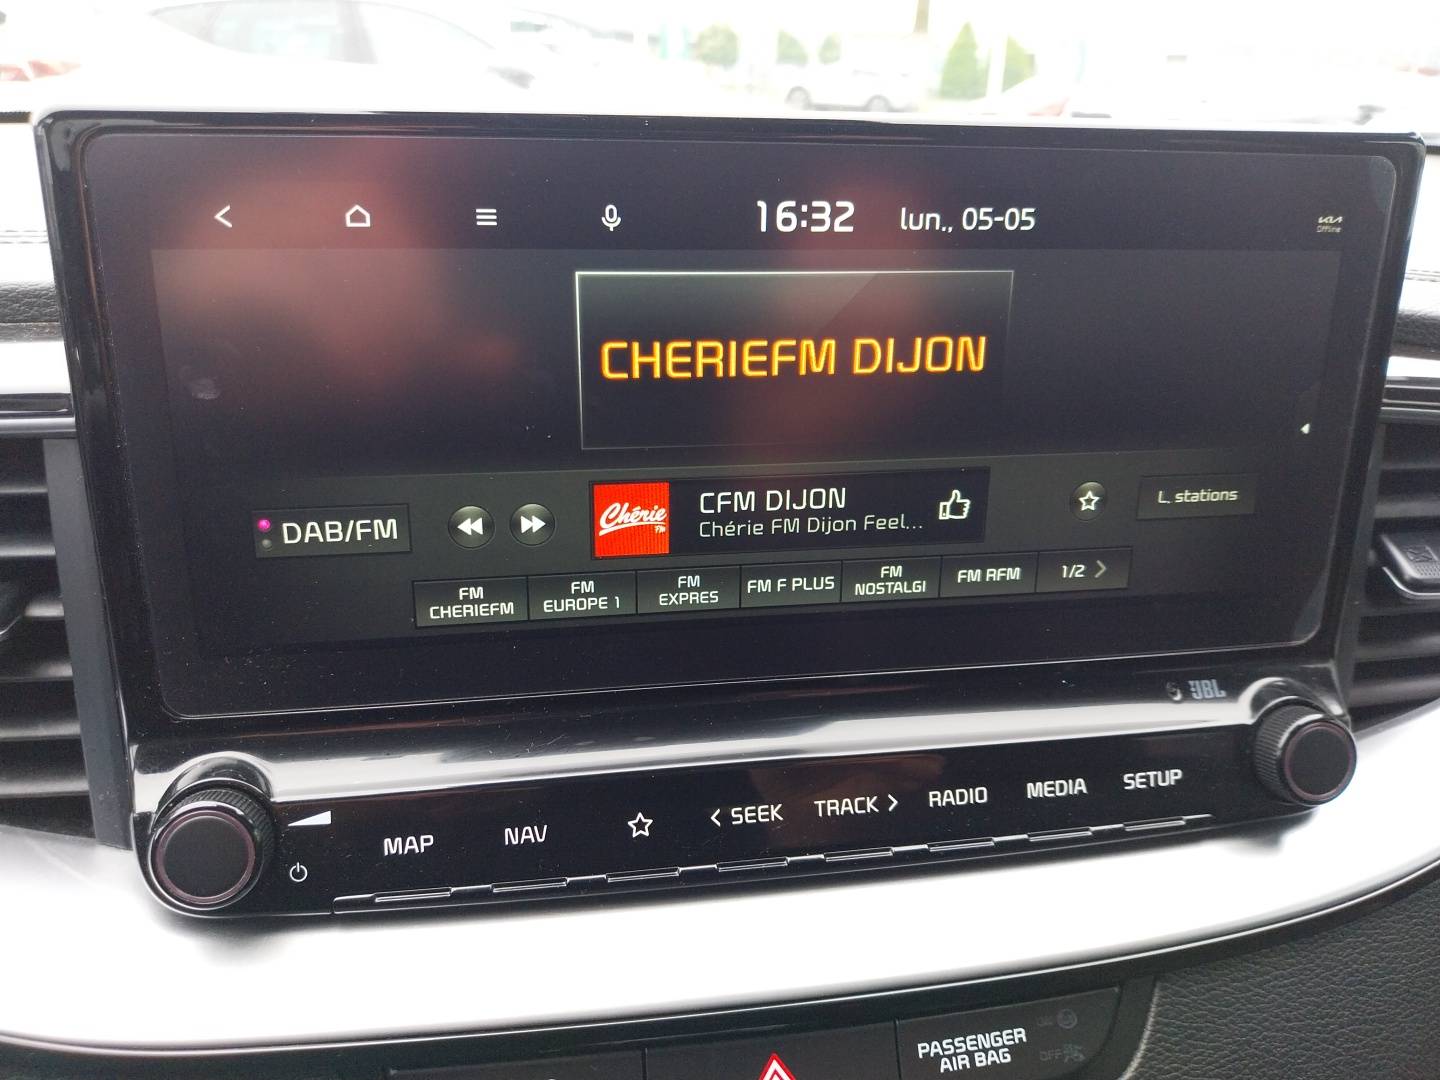 16:32 lun., 05-05
KIA
Offline
CHERIEFM DIJON
DAB/FM
Chérie
FM
CFM DIJON
Chérie FM Dijon Feel...
L. stations
FM
CHERIEFM
FM
EUROPE 1
FM
EXPRES
FM F PLUS
FM
NOSTALGI
FM RFM
1/2
JBL
MAP
NAV
< SEEK
TRACK >
RADIO
MEDIA
SETUP
PASSENGER
AIR BAG
OFF